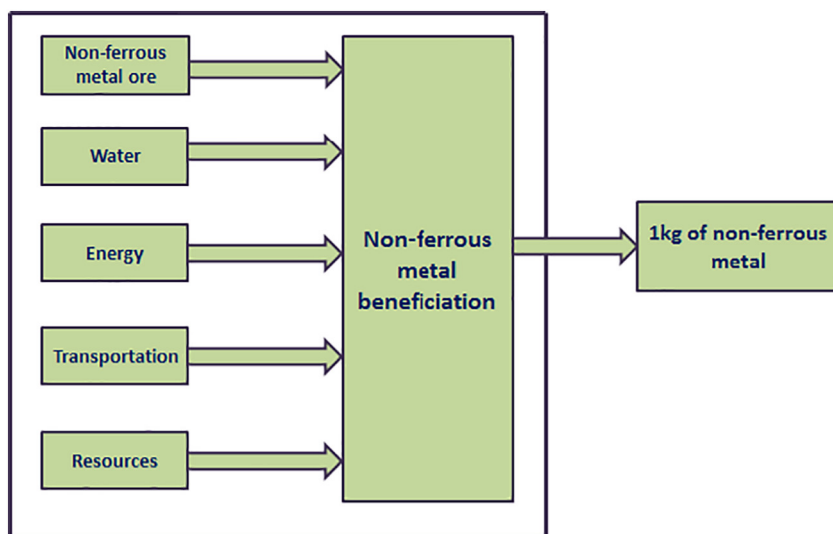 Non-ferrous
metal ore
Water
Energy
Transportation
Resources
Non-ferrous
metal
beneficiation
1kg of non-ferrous
metal